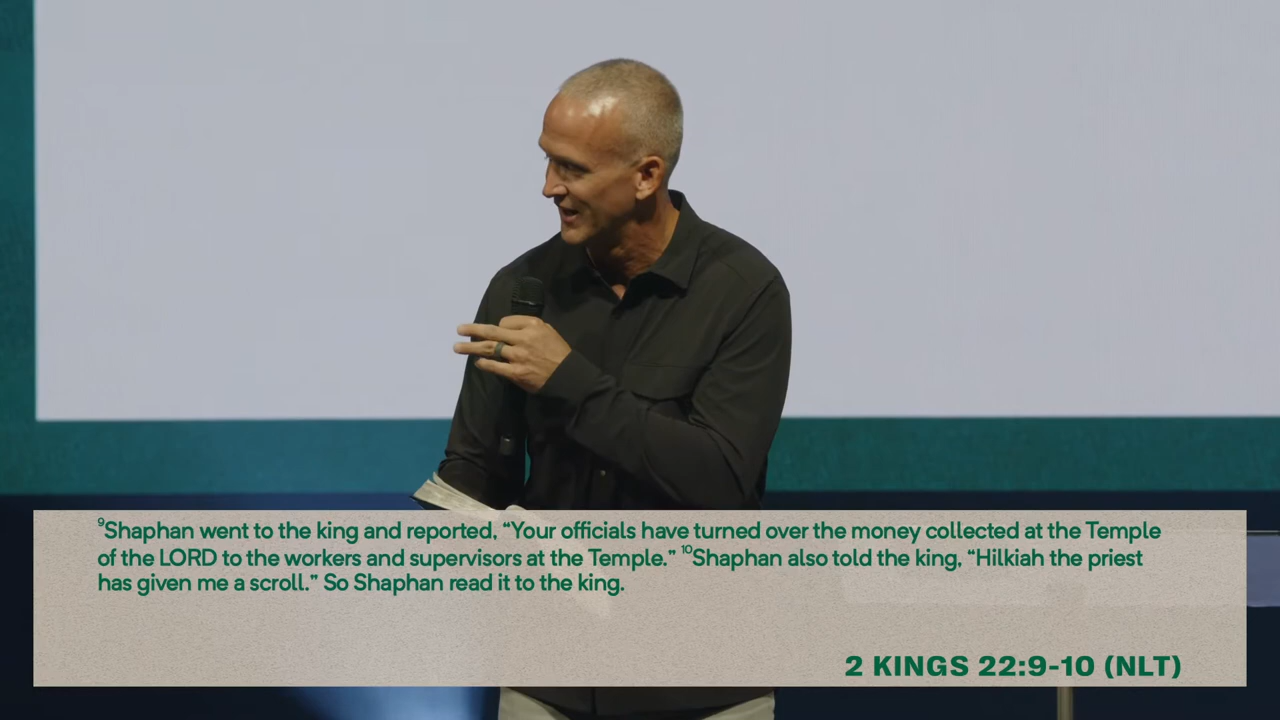 ⁹Shaphan went to the king and reported, “Your officials have turned over the money collected at the Temple
of the LORD to the workers and supervisors at the Temple.” ¹⁰Shaphan also told the king, “Hilkiah the priest
has given me a scroll.” So Shaphan read it to the king.
2 KINGS 22:9-10 (NLT)